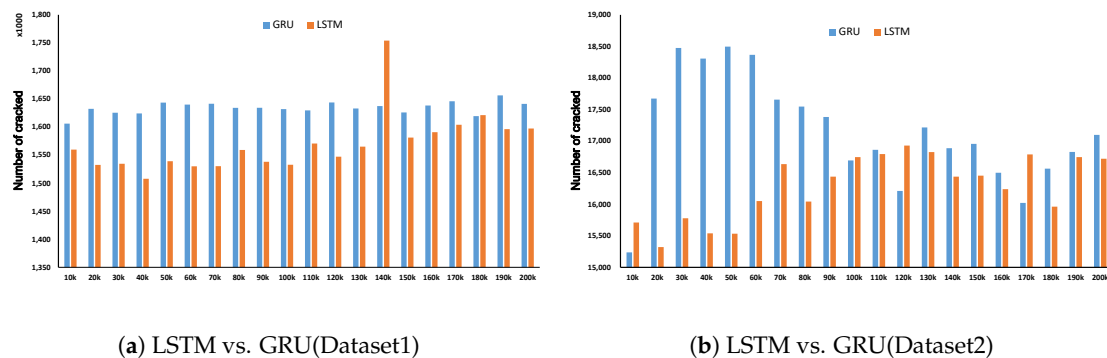 x1000
1,800
1,750
1,700
1,650
1,600
1,550
1,500
1,450
1,400
1,350
Number of cracked
GRU LSTM
10k 20k 30k 40k 50k 60k 70k 80k 90k 100k 110k 120k 130k 140k 150k 160k 170k 180k 190k 200k
(a) LSTM vs. GRU(Dataset1)
19,000
18,500
18,000
17,500
17,000
16,500
16,000
15,500
15,000
Number of cracked
GRU LSTM
10k 20k 30k 40k 50k 60k 70k 80k 90k 100k 110k 120k 130k 140k 150k 160k 170k 180k 190k 200k
(b) LSTM vs. GRU(Dataset2)